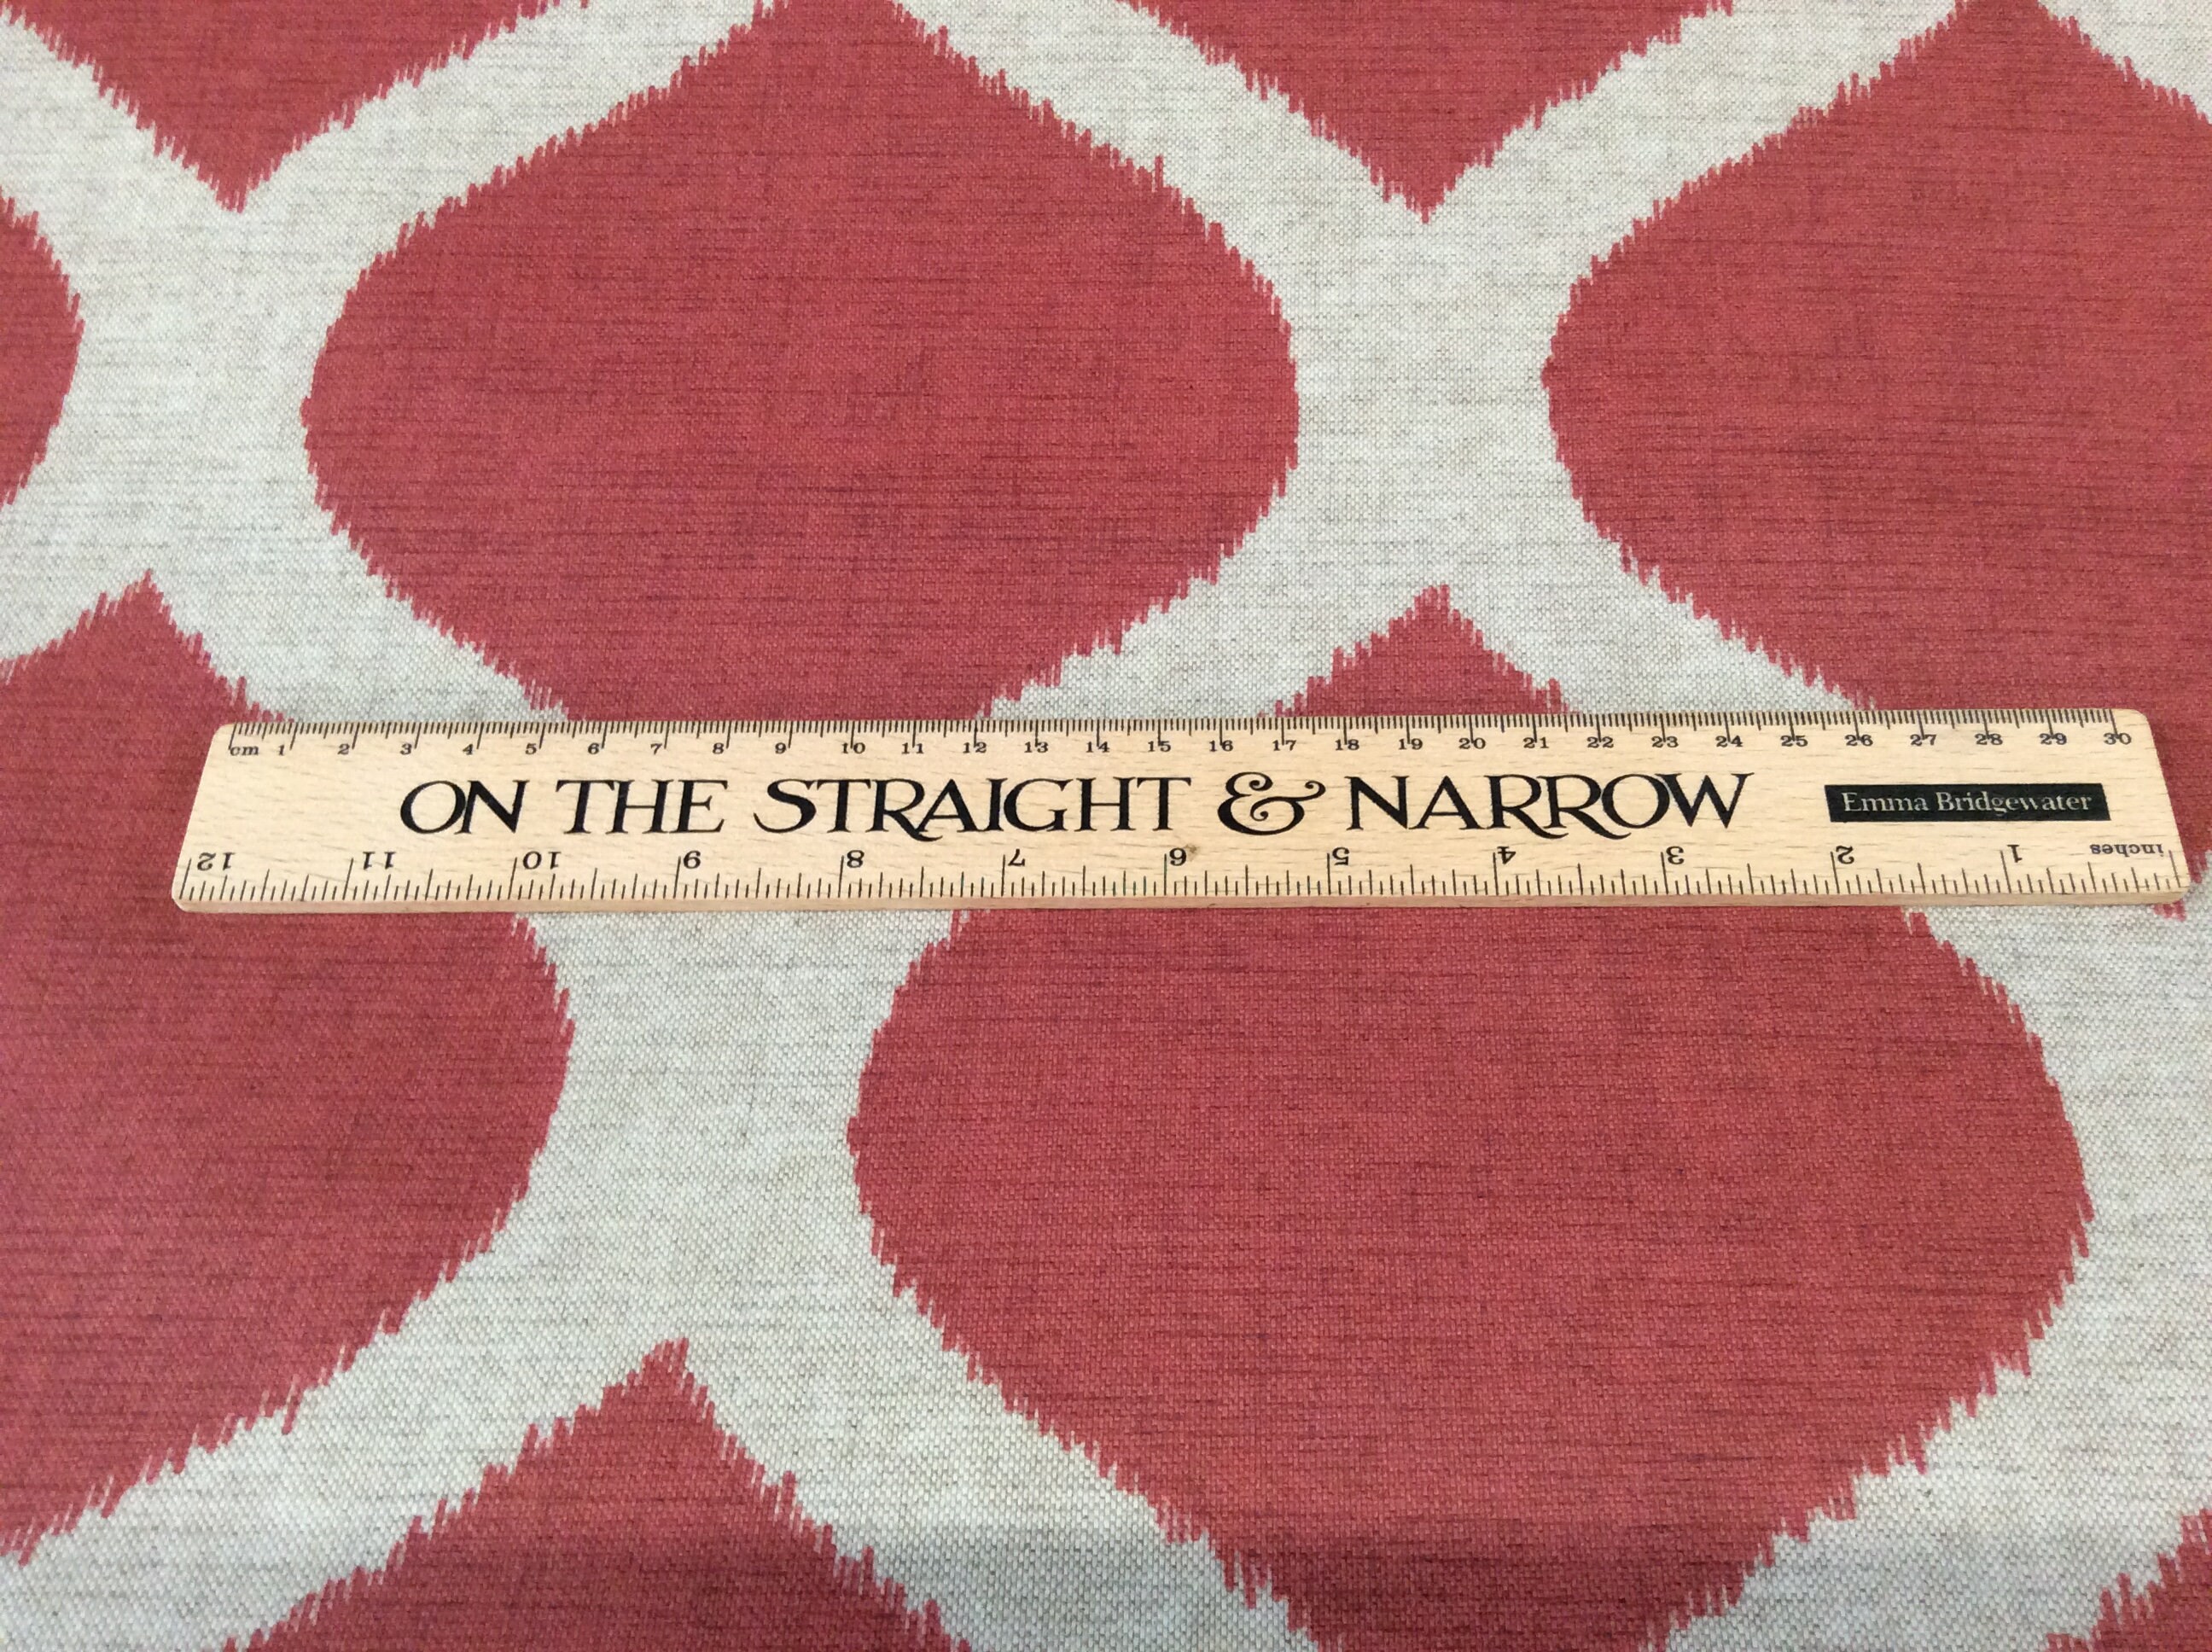 cm 1 2 3 4 5 6 7 8 9 10 11 12 13 14 15 16 17 18 19 20 21 22 23 24 25 26 27 28 29 30
ON THE STRAIGHT & NARROW
Emma Bridgewater
12 11 10 9 8 7 6 5 4 3 2 1 inches